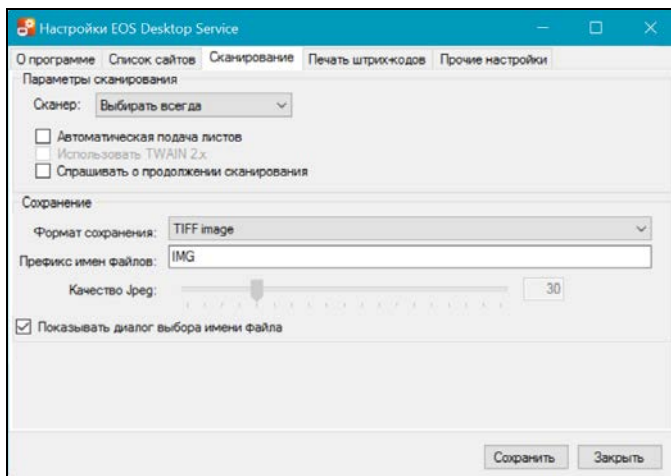 Настройки EOS Desktop Service
О программе Список сайтов Сканирование Печать штрих-кодов Прочие настройки
Параметры сканирования
Сканер: Выбирать всегда
Автоматическая подача листов
Использовать TWAIN 2.x
Спрашивать о продолжении сканирования
Сохранение
Формат сохранения: TIFF image
Префикс имен файлов: IMG
Качество Jpeg: 30
Показывать диалог выбора имени файла
Сохранить Закрыть